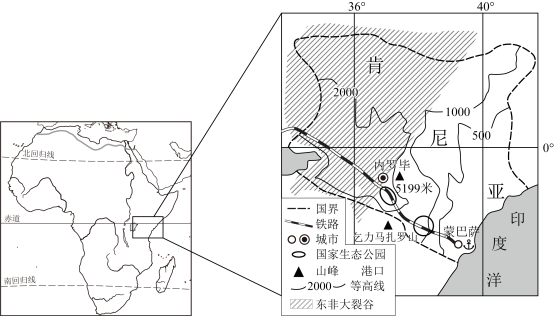 36°
40°
肯
2000
1000
尼
500
0°
内罗毕
5199米
亚
蒙巴萨
乞力马扎罗山
印
度
洋
国界
铁路
城市
国家生态公园
山峰 港口
2000 等高线
东非大裂谷
北回归线
赤道
南回归线